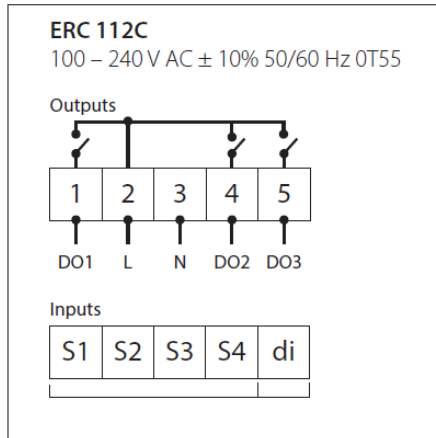 ERC 112C
100 – 240 V AC ± 10% 50/60 Hz 0T55
Outputs
1 2 3 4 5
DO1 L N DO2 DO3
Inputs
S1 S2 S3 S4 di